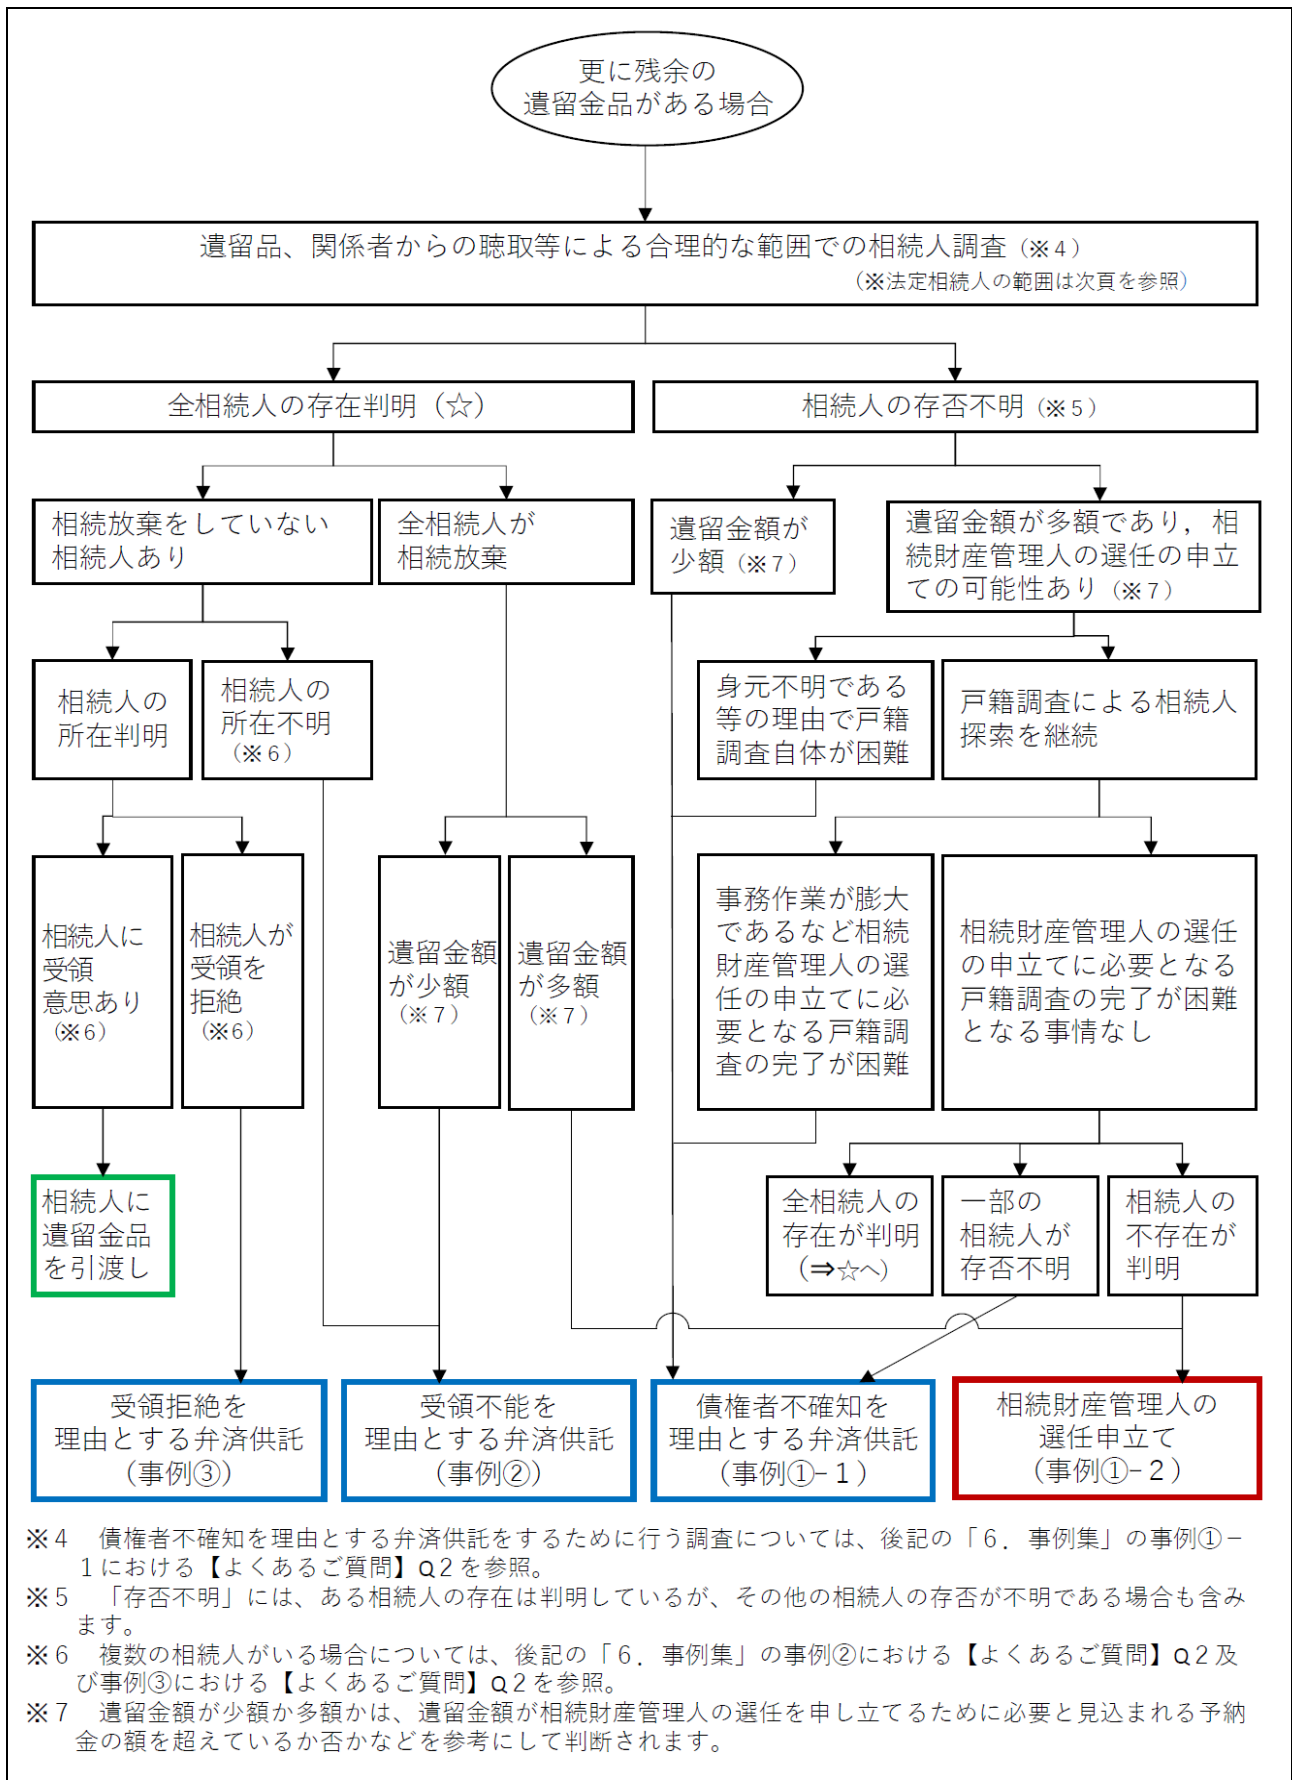 更に残余の
遺留金品がある場合
遺留品、関係者からの聴取等による合理的な範囲での相続人調査（※４）
（※法定相続人の範囲は次頁を参照）
全相続人の存在判明（☆）
相続人の存否不明（※５）
相続放棄をしていない
相続人あり
全相続人が
相続放棄
遺留金額が
少額（※７）
遺留金額が多額であり，相
続財産管理人の選任の申立
ての可能性あり（※７）
相続人の
所在判明
相続人の
所在不明
（※６）
身元不明である
等の理由で戸籍
調査自体が困難
戸籍調査による相続人
探索を継続
相続人に
受領
意思あり
（※６）
相続人が
受領を
拒絶
（※６）
遺留金額
が少額
（※７）
遺留金額
が多額
（※７）
事務作業が膨大
であるなど相続
財産管理人の選
任の申立てに必
要となる戸籍調
査の完了が困難
相続財産管理人の選任
の申立てに必要となる
戸籍調査の完了が困難
となる事情なし
相続人に
遺留金品
を引渡し
全相続人の
存在が判明
（⇒☆へ）
一部の
相続人が
存否不明
相続人の
不存在が
判明
受領拒絶を
理由とする弁済供託
（事例③）
受領不能を
理由とする弁済供託
（事例②）
債権者不確知を
理由とする弁済供託
（事例①−１）
相続財産管理人の
選任申立て
（事例①−２）
※４　債権者不確知を理由とする弁済供託をするために行う調査については、後記の「６．事例集」の事例①−
１における【よくあるご質問】Ｑ２を参照。
※５　「存否不明」には、ある相続人の存在は判明しているが、その他の相続人の存否が不明である場合も含み
ます。
※６　複数の相続人がいる場合については、後記の「６．事例集」の事例②における【よくあるご質問】Ｑ２及
び事例③における【よくあるご質問】Ｑ２を参照。
※７　遺留金額が少額か多額かは、遺留金額が相続財産管理人の選任を申し立てるために必要と見込まれる予納
金の額を超えているか否かなどを参考にして判断されます。